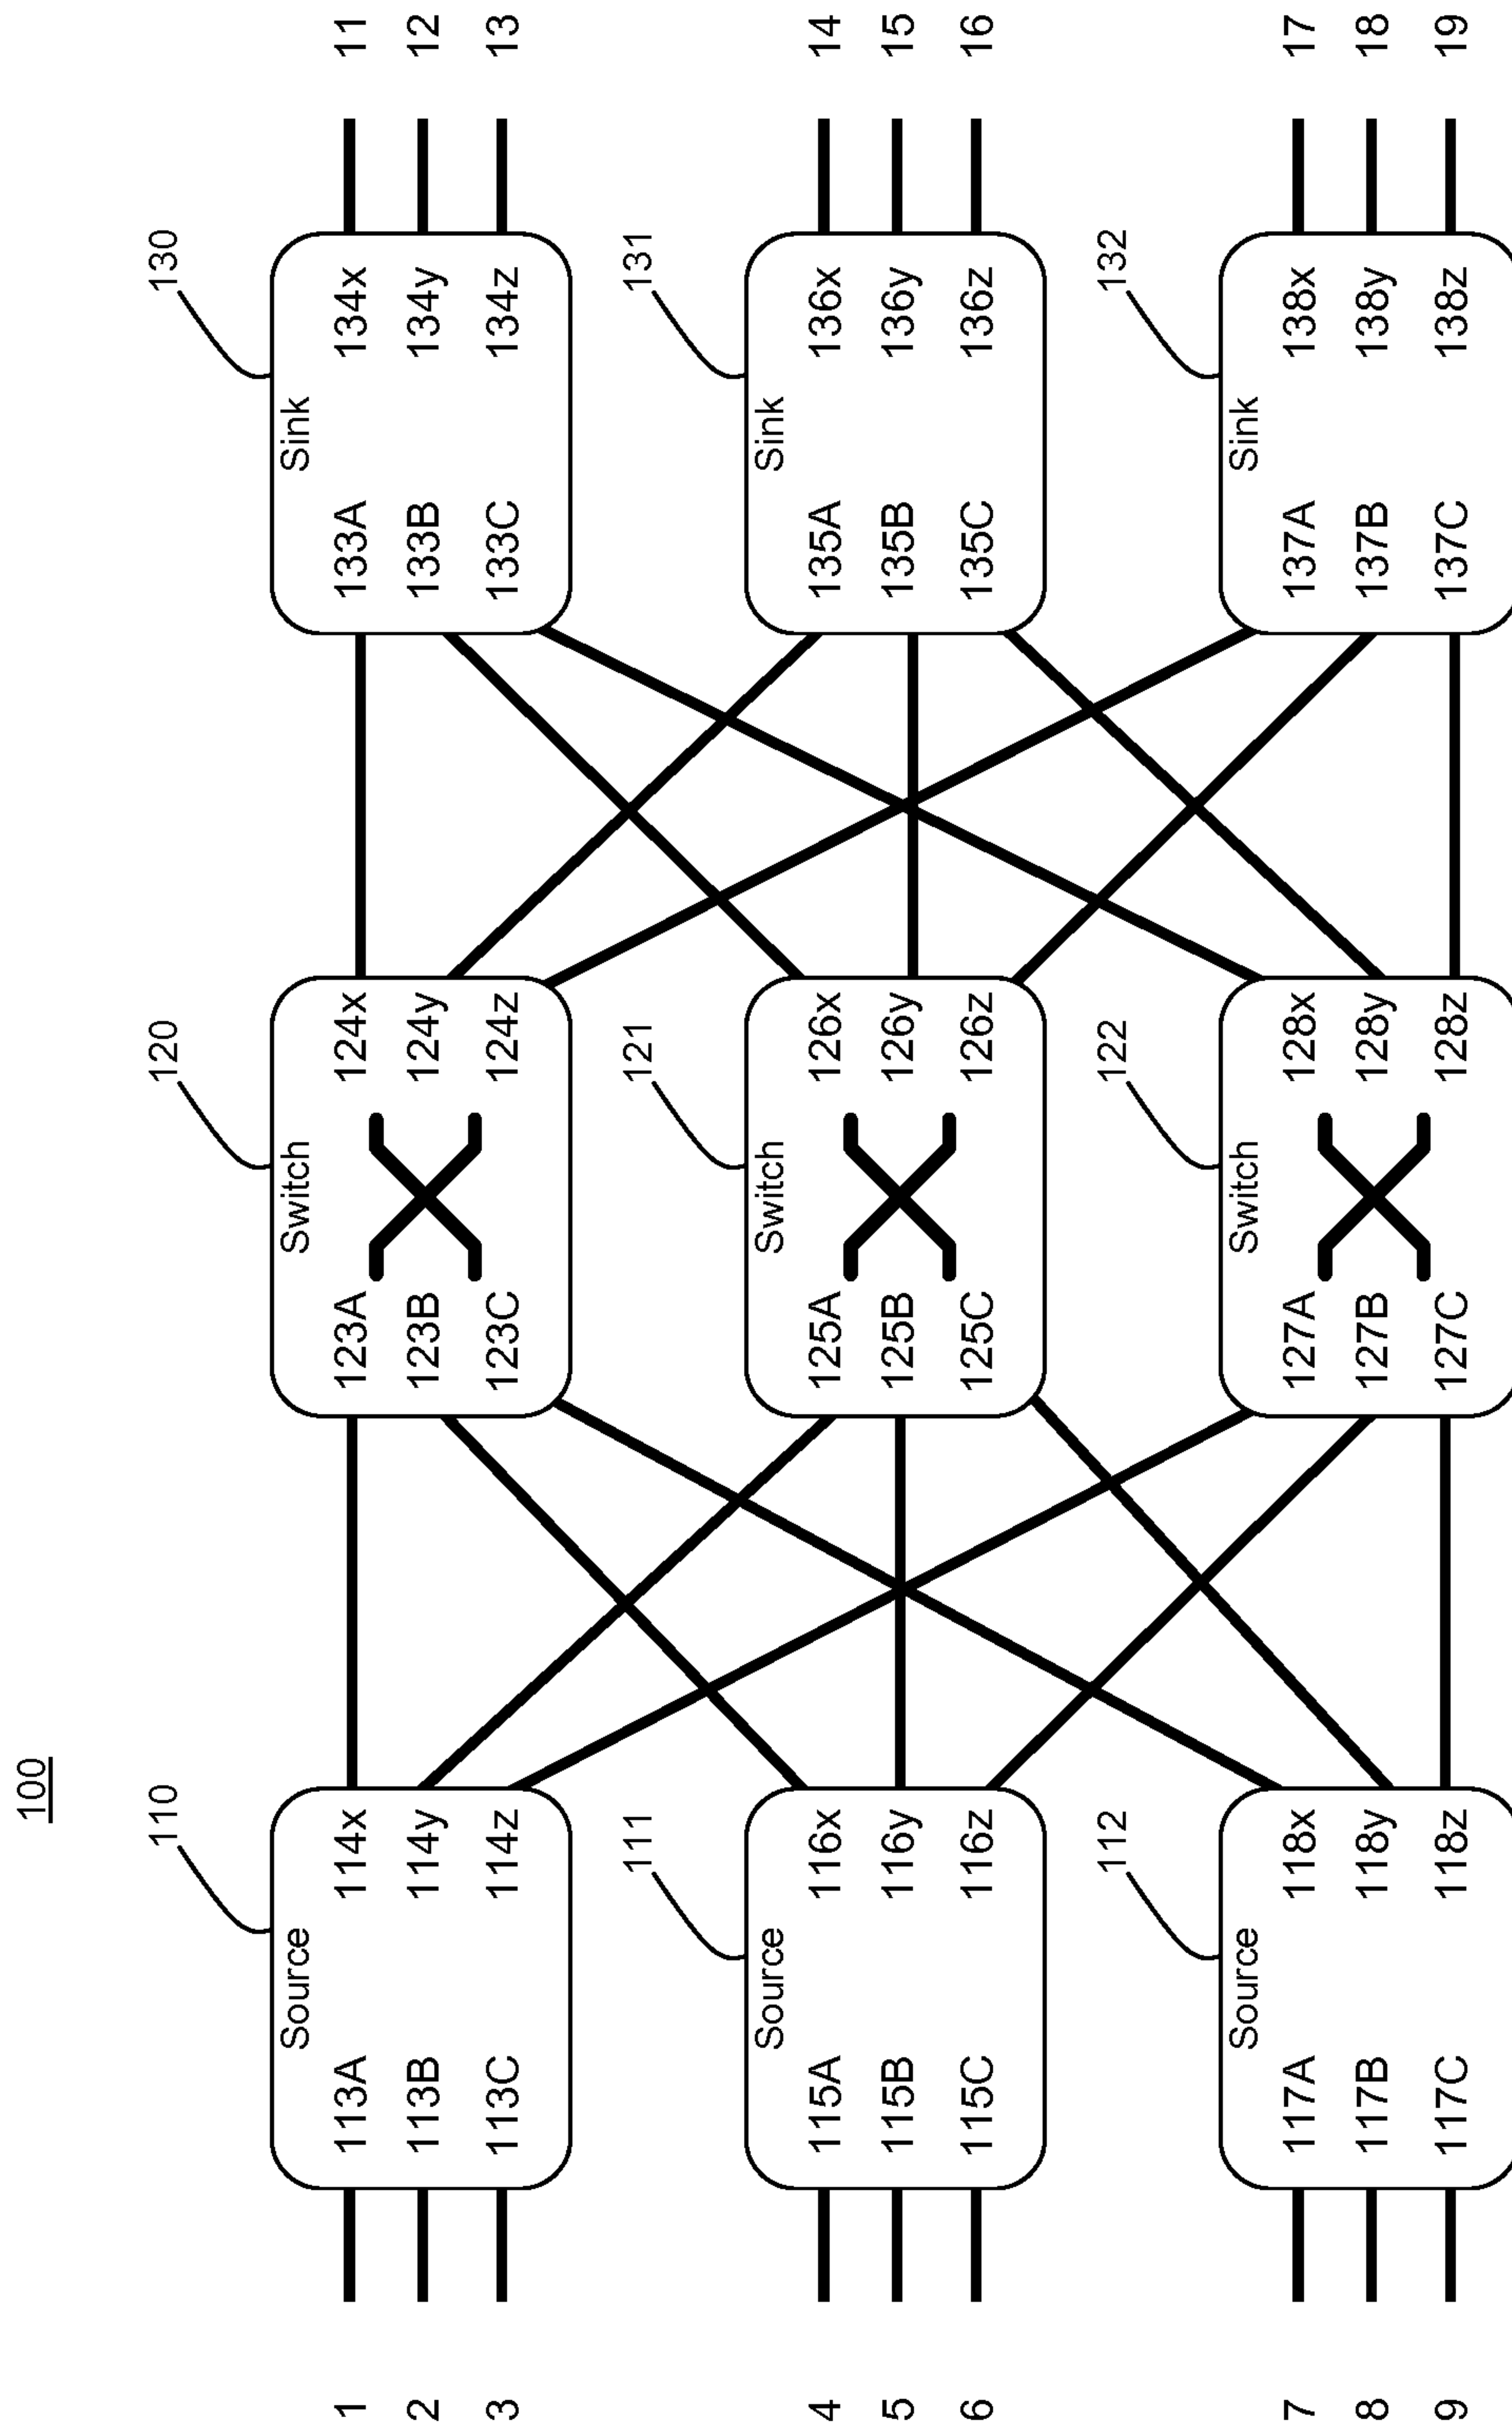 100
110
Source
1 113A 114x
2 113B 114y
3 113C 114z
120
Switch
123A 124x
123B 124y
123C 124z
130
Sink
133A 134x 11
133B 134y 12
133C 134z 13
111
Source
4 115A 116x
5 115B 116y
6 115C 116z
121
Switch
125A 126x
125B 126y
125C 126z
131
Sink
135A 136x 14
135B 136y 15
135C 136z 16
112
Source
7 117A 118x
8 117B 118y
9 117C 118z
122
Switch
127A 128x
127B 128y
127C 128z
132
Sink
137A 138x 17
137B 138y 18
137C 138z 19